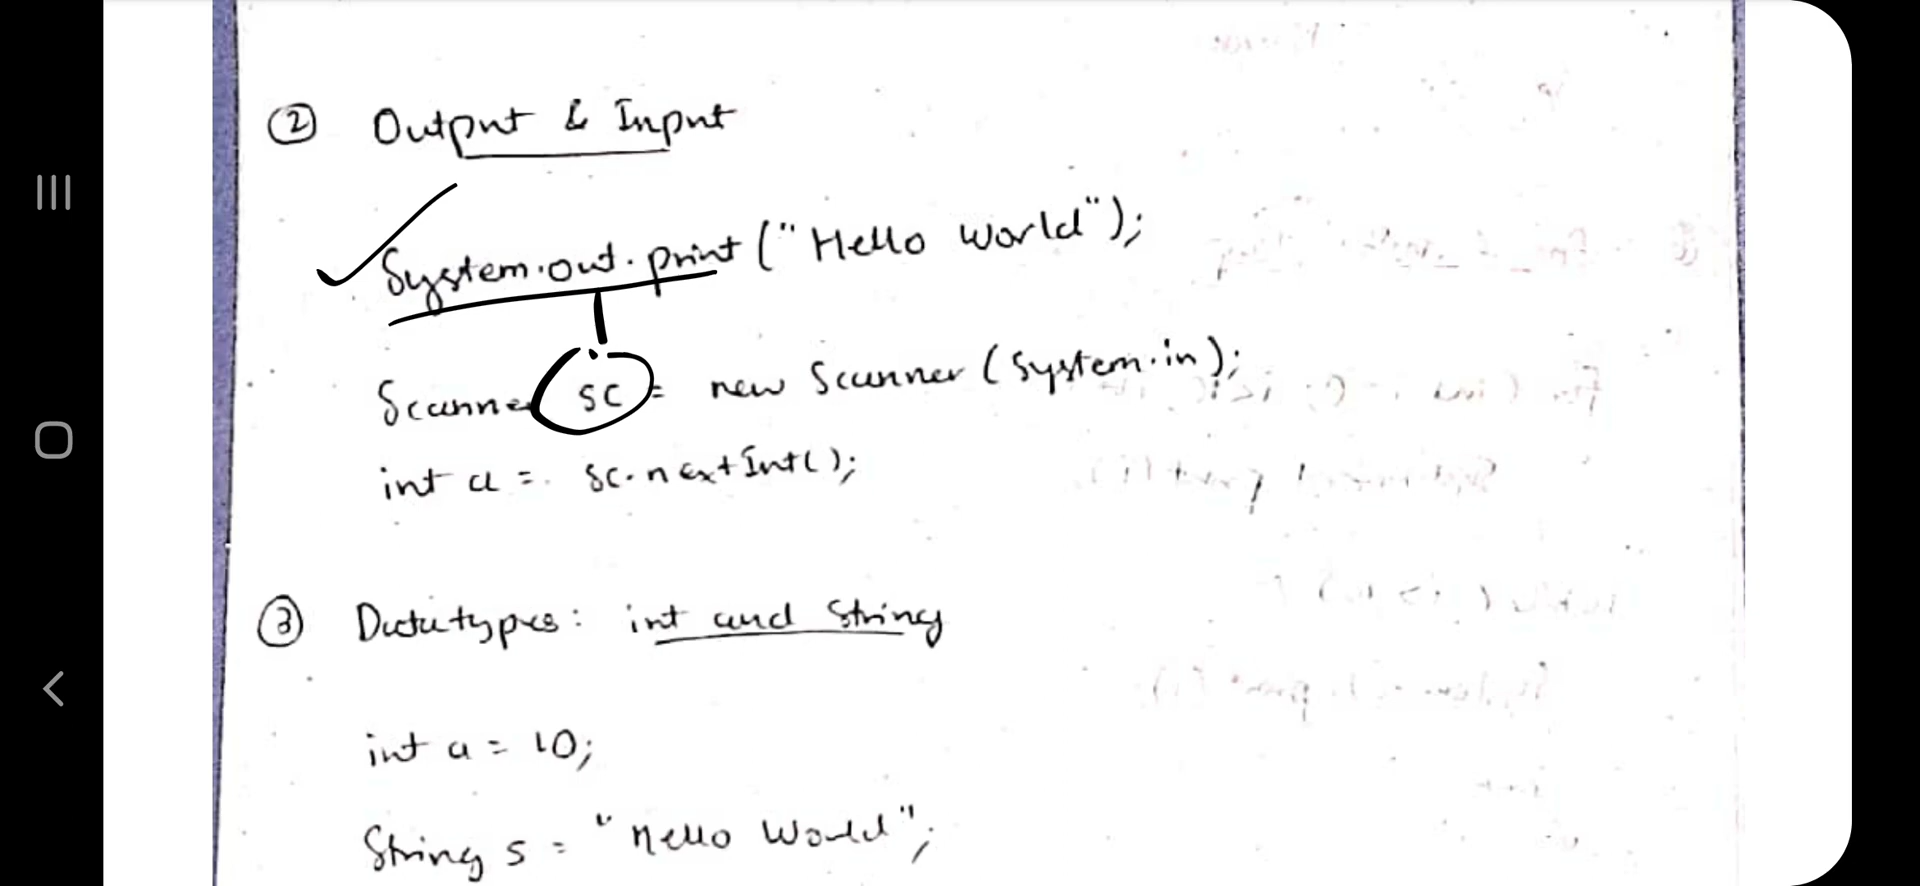 ② Output & Input
System.out.print("Hello World");
Scanner sc = new Scanner(System.in);
int a = sc.nextInt();
③ Datatypes: int and String
int a = 10;
String s = "Hello World";